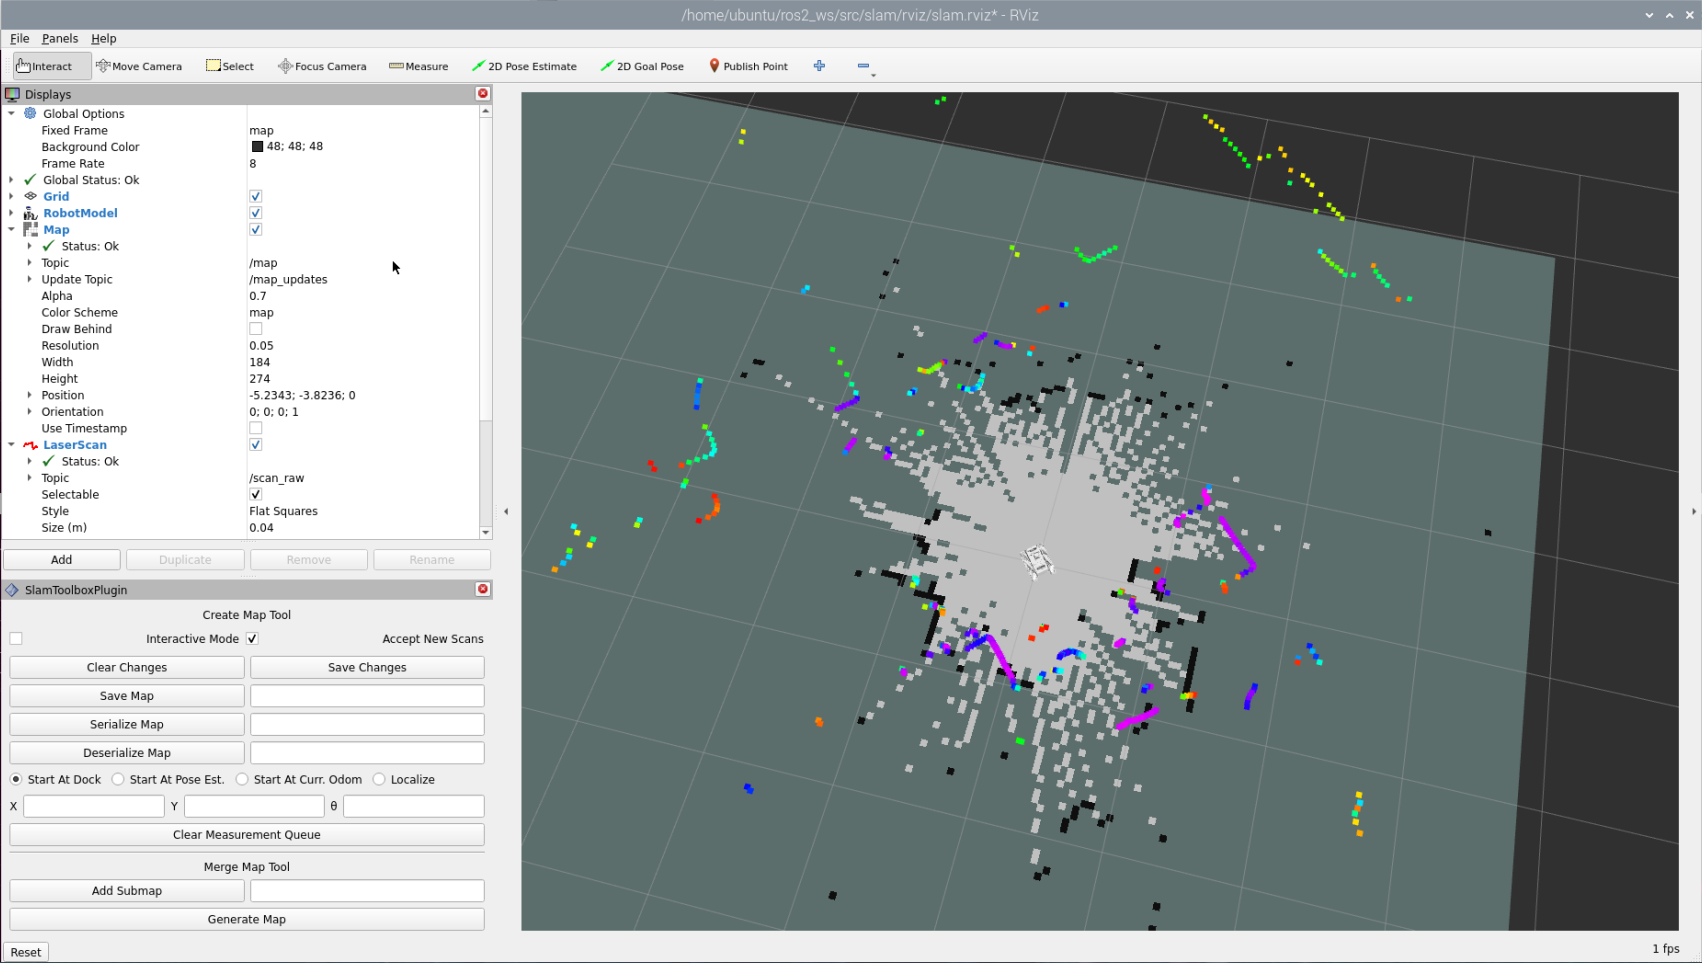 /home/ubuntu/ros2_ws/src/slam/rviz/slam.rviz* - RViz
File Panels Help
Interact Move Camera Select Focus Camera Measure 2D Pose Estimate 2D Goal Pose Publish Point
Displays
Global Options
Fixed Frame map
Background Color 48; 48; 48
Frame Rate 8
Global Status: Ok
Grid
RobotModel
Map
Status: Ok
Topic /map
Update Topic /map_updates
Alpha 0.7
Color Scheme map
Draw Behind
Resolution 0.05
Width 184
Height 274
Position -5.2343; -3.8236; 0
Orientation 0; 0; 0; 1
Use Timestamp
LaserScan
Status: Ok
Topic /scan_raw
Selectable
Style Flat Squares
Size (m) 0.04
Add Duplicate Remove Rename
SlamToolboxPlugin
Create Map Tool
Interactive Mode Accept New Scans
Clear Changes Save Changes
Save Map
Serialize Map
Deserialize Map
Start At Dock Start At Pose Est. Start At Curr. Odom Localize
X Y θ
Clear Measurement Queue
Merge Map Tool
Add Submap
Generate Map
Reset 1 fps